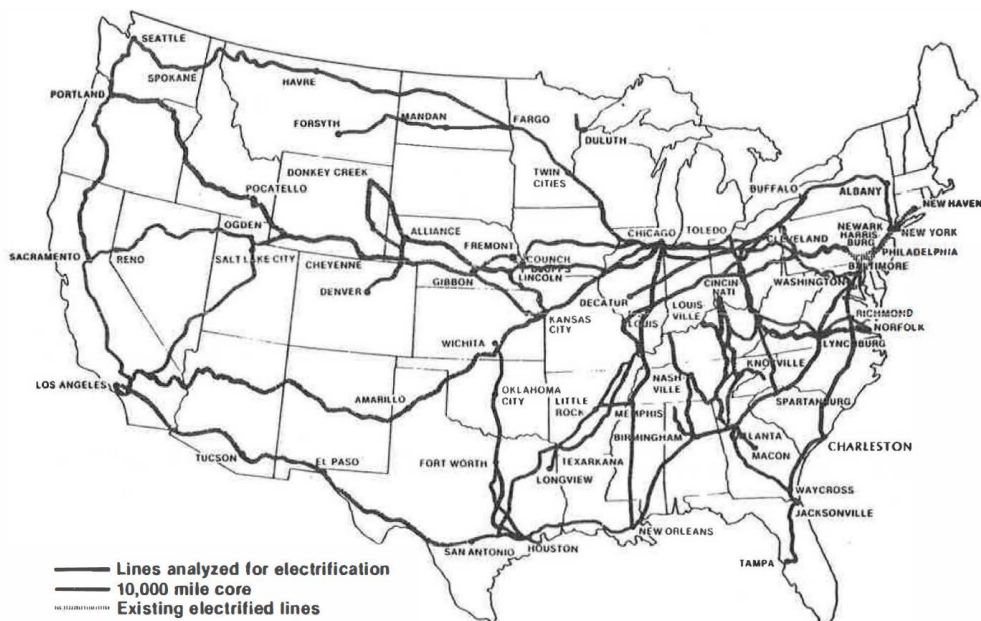 SEATTLE
SPOKANE
PORTLAND
HAVRE
FORSYTH
MANDAN
FARGO
DULUTH
TWIN
CITIES
DONKEY CREEK
POCATELLO
OGDEN
SACRAMENTO
RENO
SALT LAKE CITY
CHEYENNE
ALLIANCE
FREMONT
COUNCIL
BLUFFS
LINCOLN
GIBBON
DENVER
CHICAGO
TOLEDO
BUFFALO
ALBANY
NEW HAVEN
NEWARK
NEW YORK
HARRIS
BURG
CLEVELAND
PHILADELPHIA
BALTIMORE
WASHINGTON
DECATUR
CINCIN
NATI
LOUIS
VILLE
LOUIS
KANSAS
CITY
RICHMOND
NORFOLK
LYNCHBURG
WICHITA
KNOXVILLE
LOS ANGELES
AMARILLO
OKLAHOMA
CITY
LITTLE
ROCK
NASH
VILLE
MEMPHIS
SPARTANBURG
BIRMINGHAM
ATLANTA
MACON
CHARLESTON
TUCSON
EL PASO
FORT WORTH
TEXARKANA
LONGVIEW
WAYCROSS
JACKSONVILLE
NEW ORLEANS
SAN ANTONIO
HOUSTON
TAMPA
Lines analyzed for electrification
10,000 mile core
Existing electrified lines